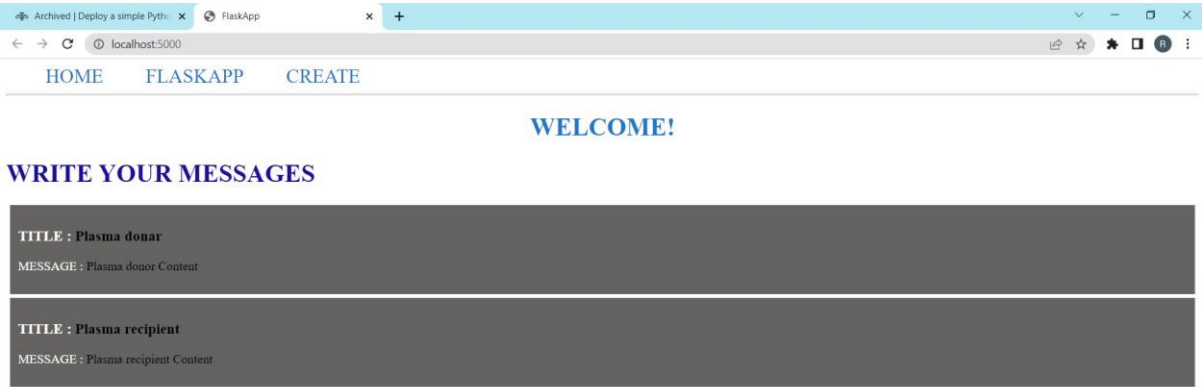 Archived | Deploy a simple Pytho
FlaskApp
localhost:5000
R
HOME FLASKAPP CREATE
WELCOME!
WRITE YOUR MESSAGES
TITLE : Plasma donar
MESSAGE : Plasma donor Content
TITLE : Plasma recipient
MESSAGE : Plasma recipient Content